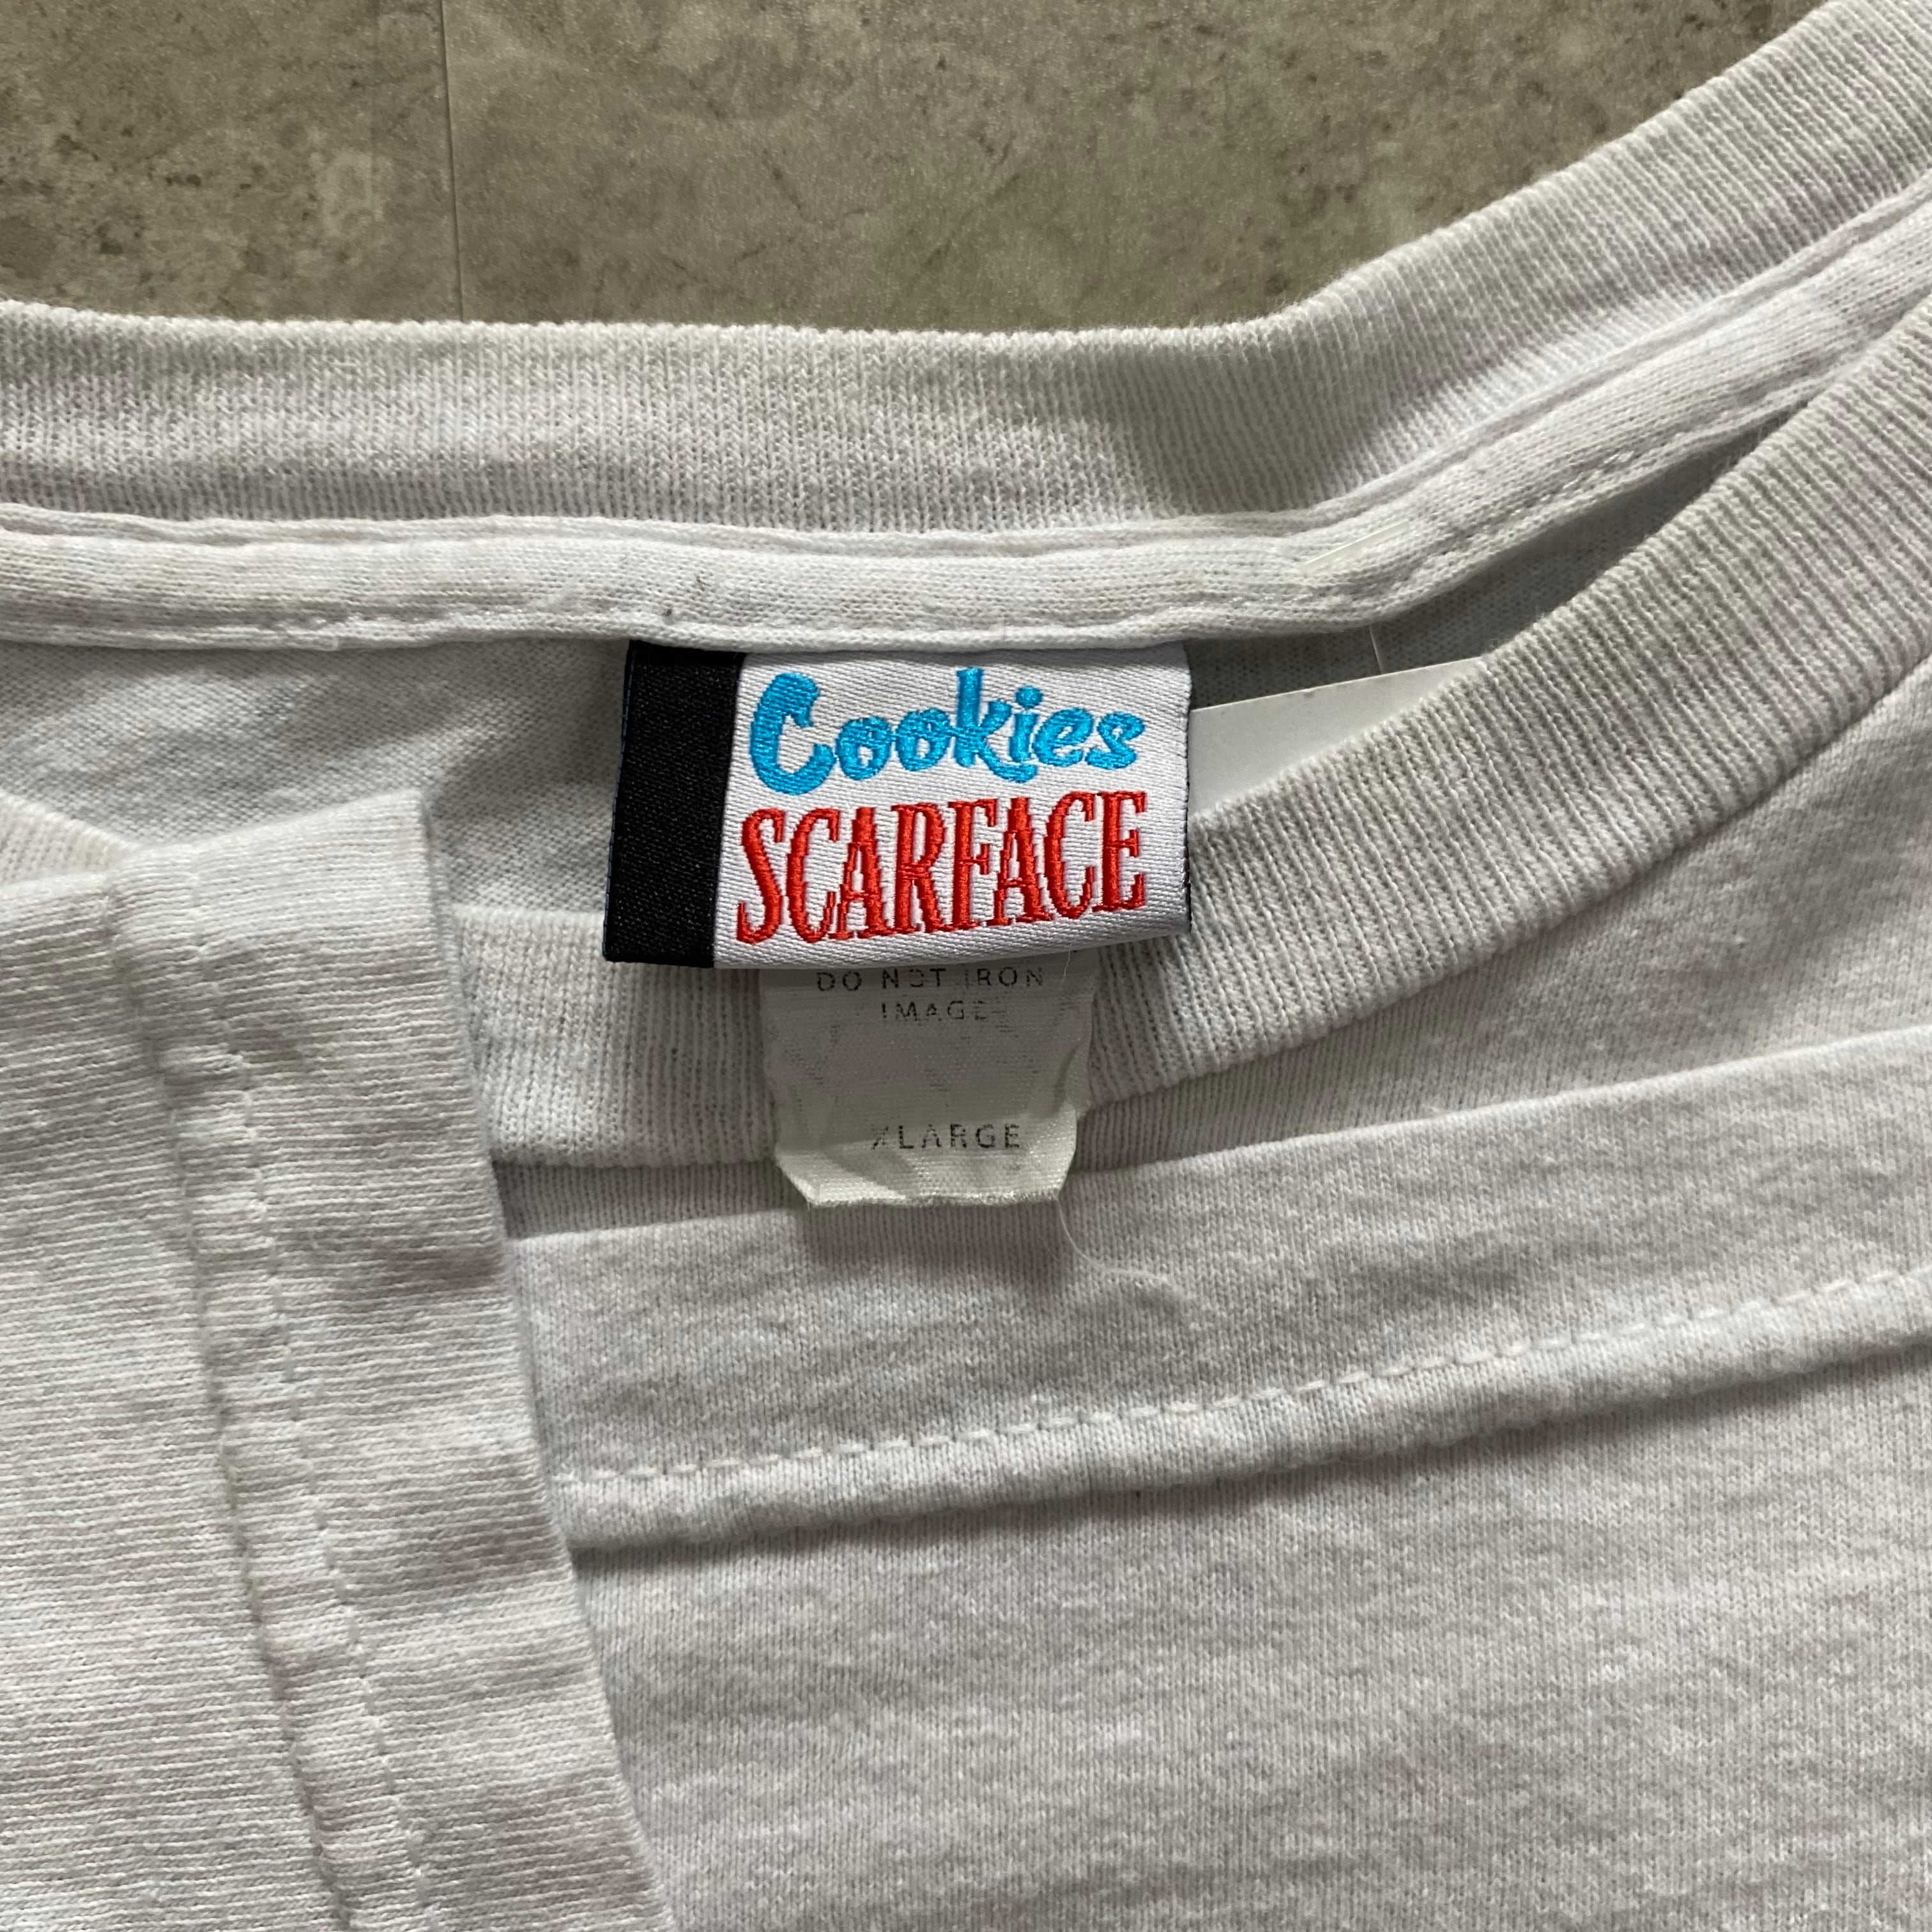 Cookies
SCARFACE
DO NOT IRON
IMAGE
XLARGE